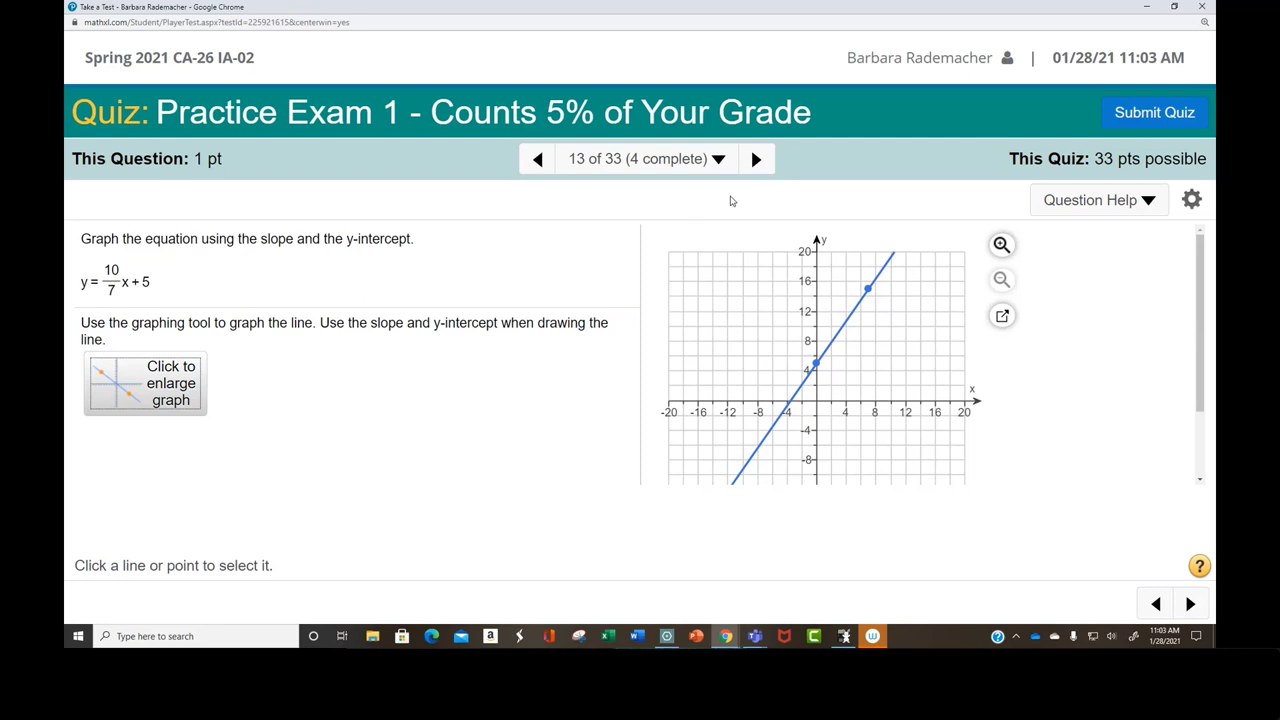 Take a Test - Barbara Rademacher - Google Chrome
mathxl.com/Student/PlayerTest.aspx?testId=225921615&centerwin=yes
Spring 2021 CA-26 IA-02
Barbara Rademacher | 01/28/21 11:03 AM
Quiz: Practice Exam 1 - Counts 5% of Your Grade
Submit Quiz
This Question: 1 pt
13 of 33 (4 complete)
This Quiz: 33 pts possible
Question Help
Graph the equation using the slope and the y-intercept.
y = 10/7 x + 5
Use the graphing tool to graph the line. Use the slope and y-intercept when drawing the
line.
Click to
enlarge
graph
y
20
16
12
8
4
x
-20 -16 -12 -8 -4 4 8 12 16 20
-4
-8
Click a line or point to select it.
?
Type here to search
11:03 AM
1/28/2021